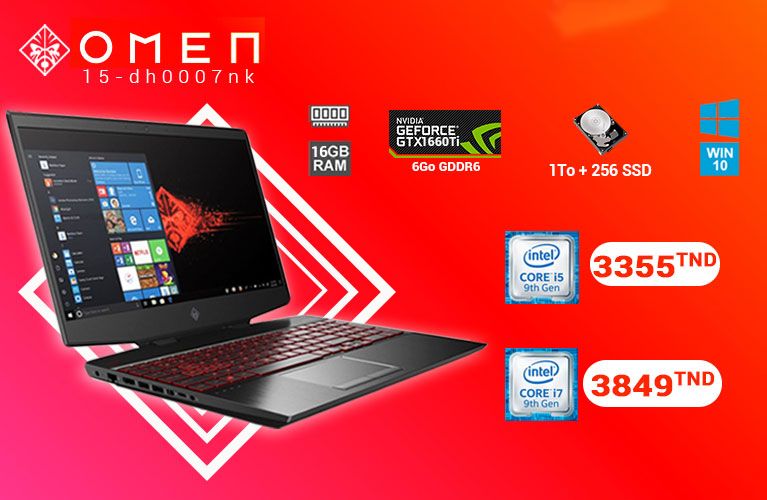 OMEN
15-dh0007nk
16GB
RAM
NVIDIA
GEFORCE
GTX1660Ti
6Go GDDR6
1To + 256 SSD
WIN
10
intel
CORE i5
9th Gen
3355TND
intel
CORE i7
9th Gen
3849TND